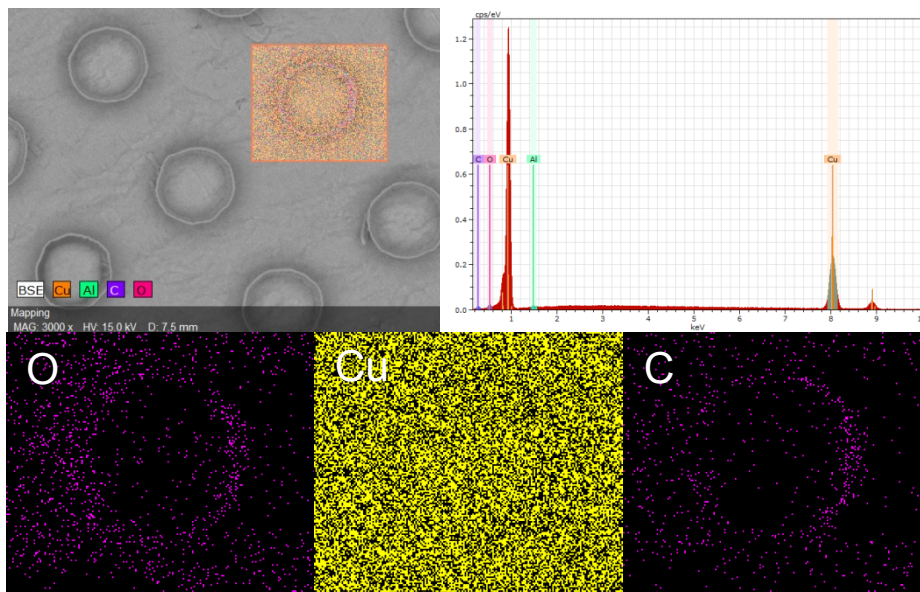 BSE Cu Al C O
Mapping
MAG: 3000 x HV: 15.0 kV D: 7.5 mm
cps/eV
1.2
1.0
0.8
0.6
0.4
0.2
0.0
C O Cu Al Cu
1 2 3 4 5 6 7 8 9 1
keV
O
Cu
C